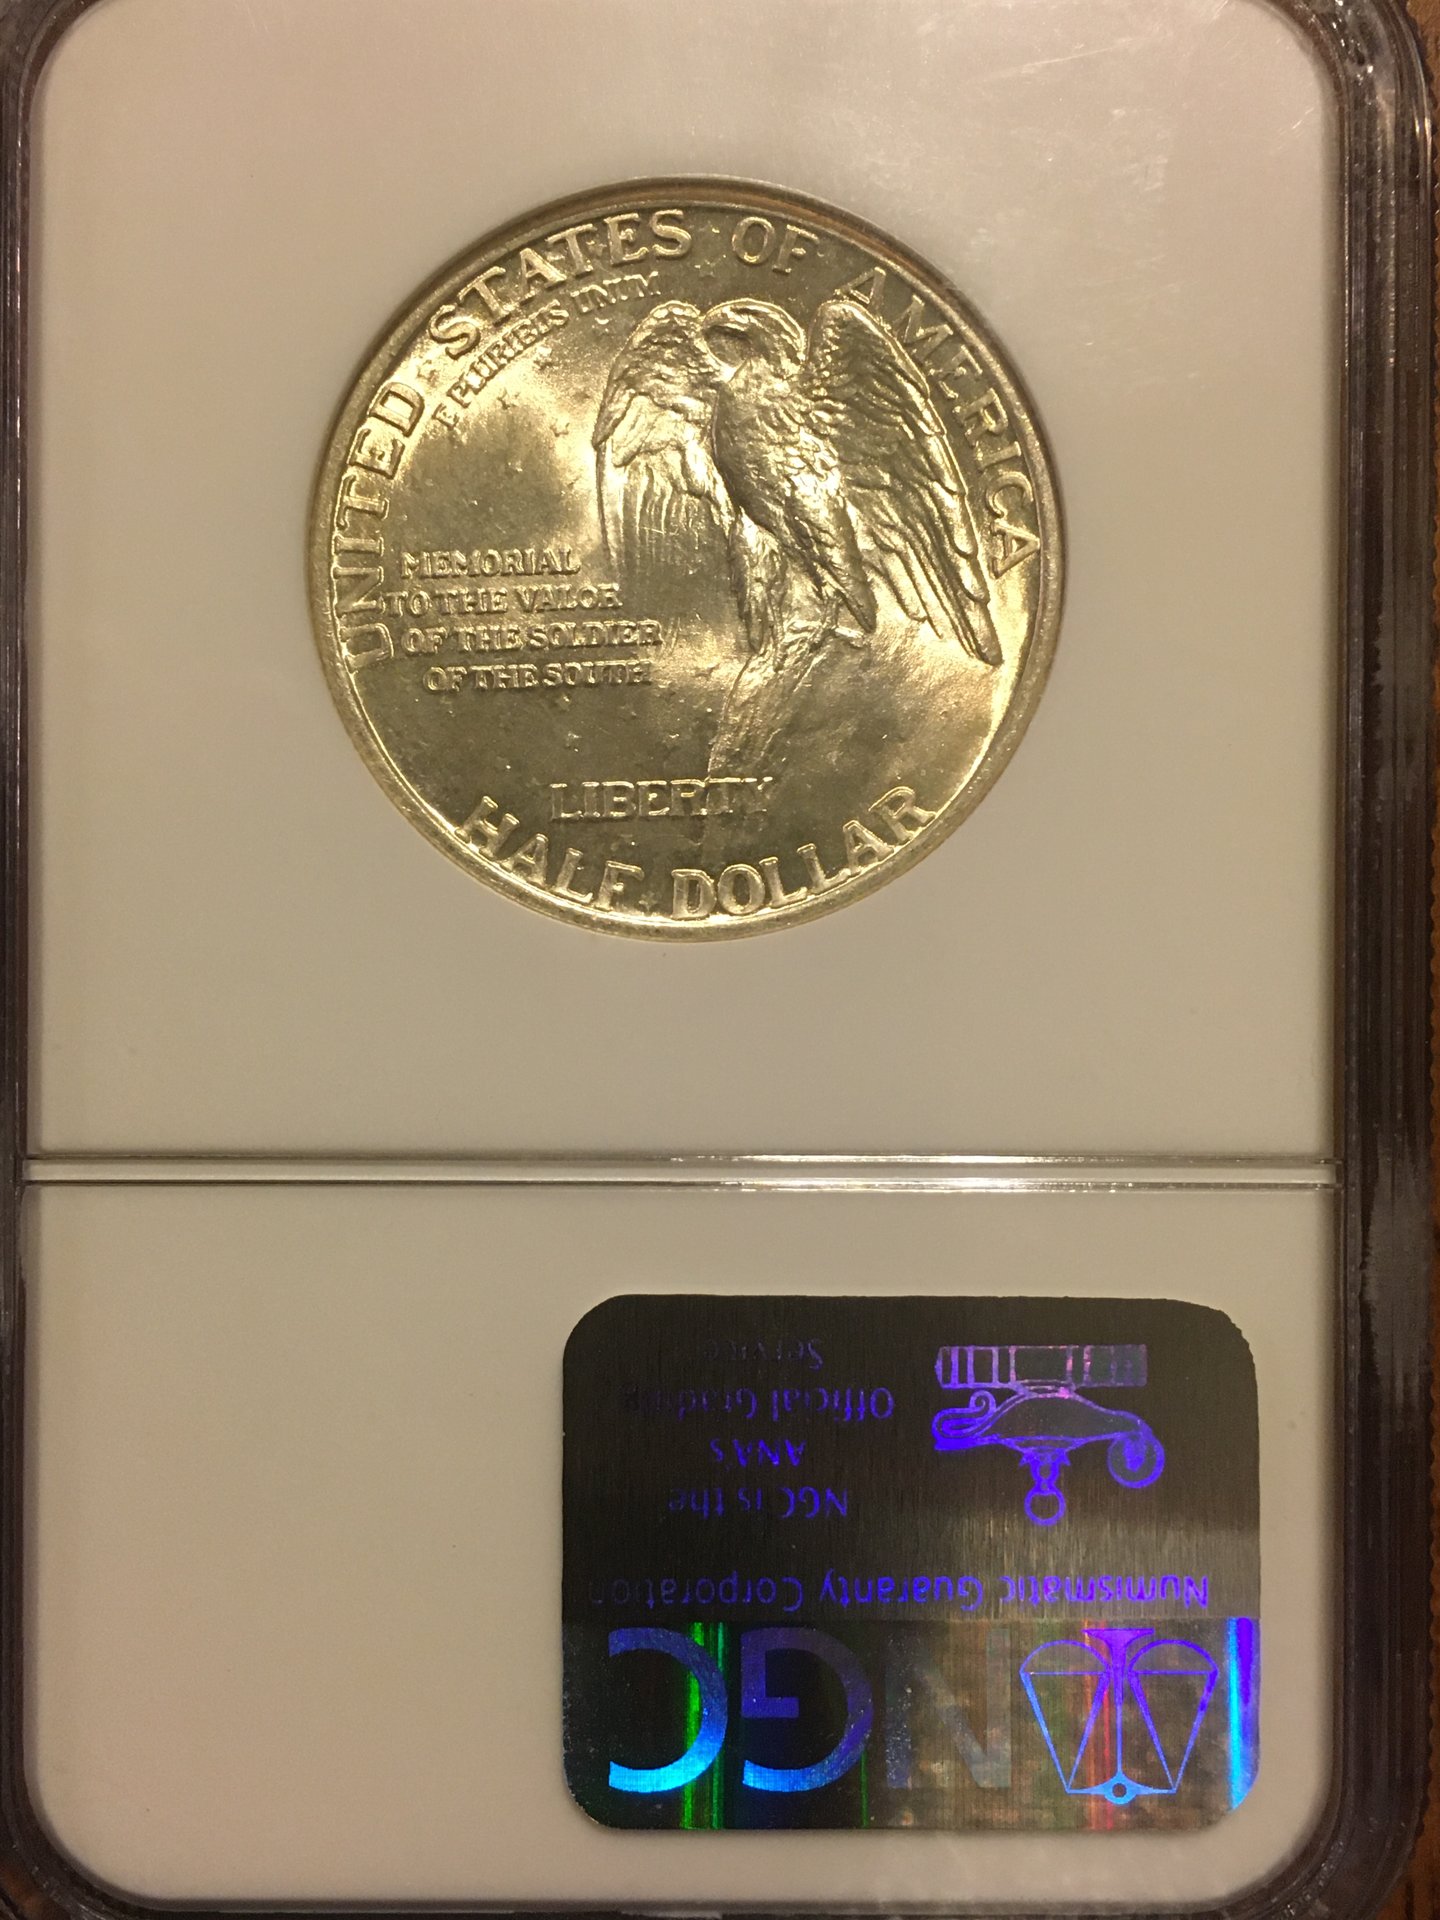 UNITED STATES OF AMERICA
E PLURIBUS UNUM
MEMORIAL
TO THE VALOR
OF THE SOLDIER
OF THE SOUTH
LIBERTY
HALF DOLLAR
NGC
Numismatic Guaranty Corporation
NGC is the
ANA's
Official Grading
Service